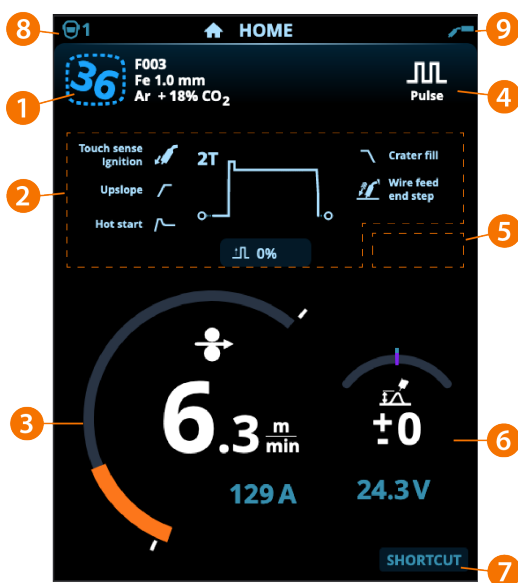 8
1
HOME
9
36
F003
Fe 1.0 mm
Ar + 18% CO2
Pulse
1
4
2
Touch sense
Ignition
Upslope
Hot start
2T
Crater fill
Wire feed
end step
0%
5
3
6.3 m
min
129 A
±0
24.3 V
6
SHORTCUT
7